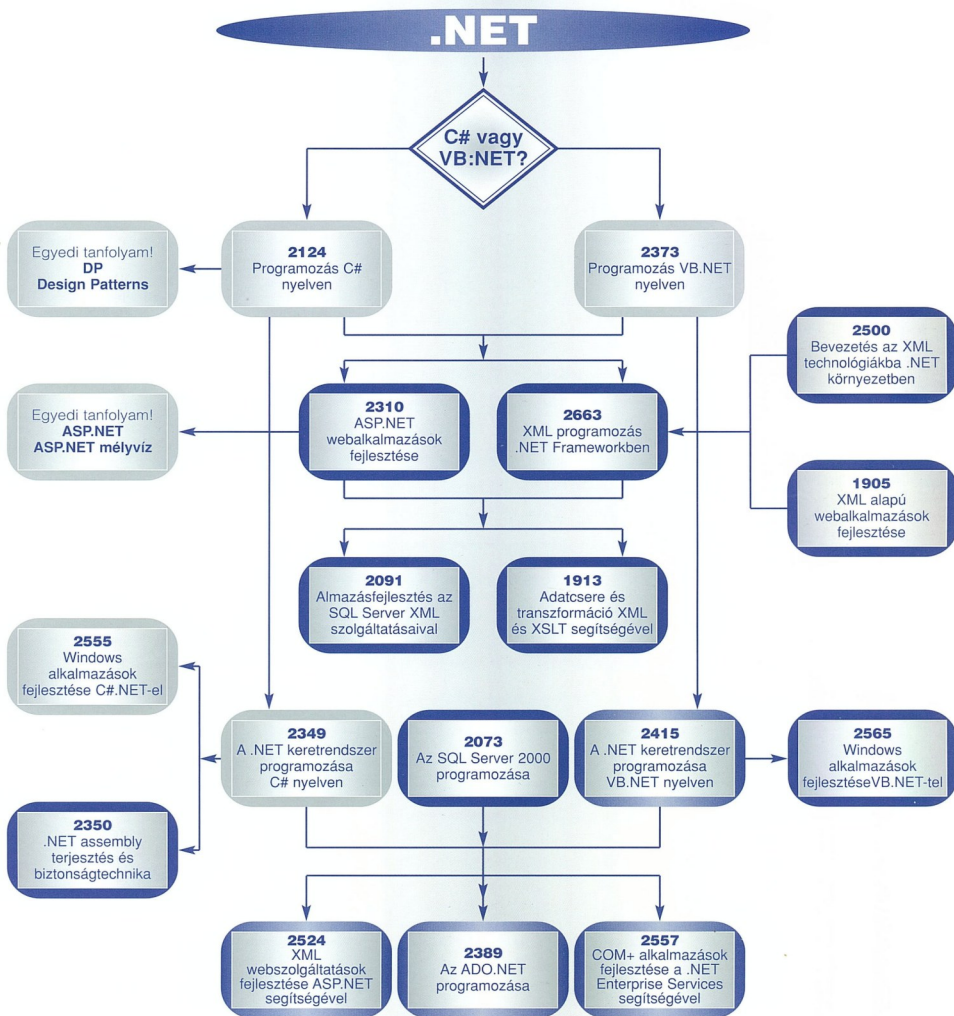 .NET
C# vagy
VB:NET?
Egyedi tanfolyam!
DP
Design Patterns
2124
Programozás C#
nyelven
2373
Programozás VB.NET
nyelven
2500
Bevezetés az XML
technológiákba .NET
környezetben
Egyedi tanfolyam!
ASP.NET
ASP.NET mélyvíz
2310
ASP.NET
webalkalmazások
fejlesztése
2663
XML programozás
.NET Frameworkben
1905
XML alapú
webalkalmazások
fejlesztése
2091
Almazásfejlesztés az
SQL Server XML
szolgáltatásaival
1913
Adatcsere és
transzformáció XML
és XSLT segítségével
2555
Windows
alkalmazások
fejlesztése C#.NET-el
2349
A .NET keretrendszer
programozása
C# nyelven
2073
Az SQL Server 2000
programozása
2415
A .NET keretrendszer
programozása
VB.NET nyelven
2565
Windows
alkalmazások
fejlesztéseVB.NET-tel
2350
.NET assembly
terjesztés és
biztonságtechnika
2524
XML
webszolgáltatások
fejlesztése ASP.NET
segítségével
2389
Az ADO.NET
programozása
2557
COM+ alkalmazások
fejlesztése a .NET
Enterprise Services
segítségével